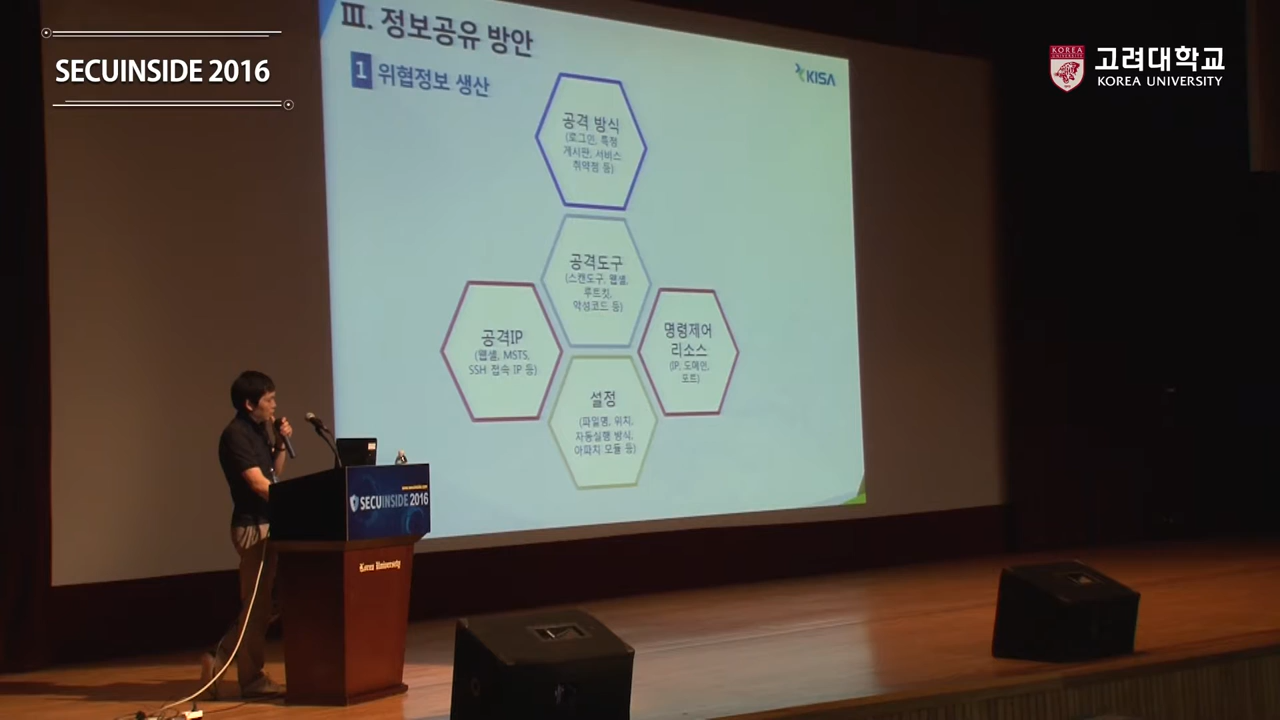 SECUINSIDE 2016
KOREA
고려대학교
KOREA UNIVERSITY
Ⅲ. 정보공유 방안
1 위협정보 생산
KISA
공격 방식
(로그인, 특정
게시판, 서비스
취약점 등)
공격도구
(스캔도구, 웹셸,
루트킷,
악성코드 등)
공격IP
(웹셸, MSTS,
SSH 접속 IP 등)
명령제어
리소스
(IP, 도메인,
포트)
설정
(파일명, 위치,
자동실행 방식,
아파치 모듈 등)
www.secuinside.com
SECUINSIDE 2016
Korea University